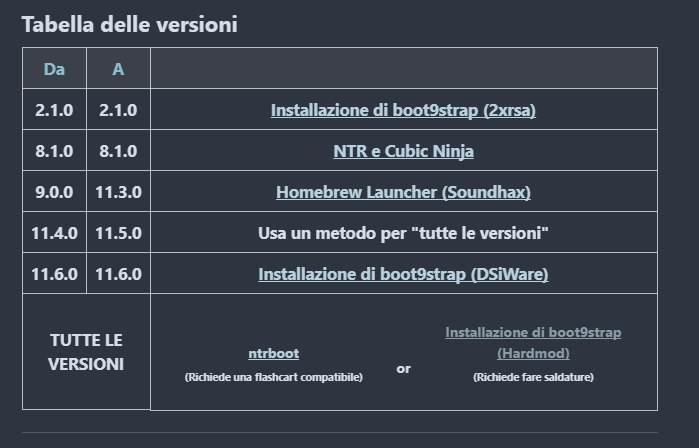 Tabella delle versioni
Da A
2.1.0 2.1.0 Installazione di boot9strap (2xrsa)
8.1.0 8.1.0 NTR e Cubic Ninja
9.0.0 11.3.0 Homebrew Launcher (Soundhax)
11.4.0 11.5.0 Usa un metodo per "tutte le versioni"
11.6.0 11.6.0 Installazione di boot9strap (DSiWare)
TUTTE LE
VERSIONI
ntrboot
(Richiede una flashcart compatibile)
or
Installazione di boot9strap
(Hardmod)
(Richiede fare saldature)